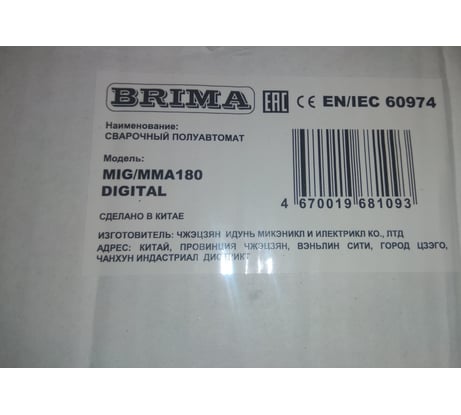 BRIMA EAC CE EN/IEC 60974
Наименование:
СВАРОЧНЫЙ ПОЛУАВТОМАТ
Модель:
MIG/MMA180
DIGITAL
4 670019 681093
СДЕЛАНО В КИТАЕ
ИЗГОТОВИТЕЛЬ: ЧЖЭЦЗЯН ИДУНЬ МИКЭНИКЛ И ИЛЕКТРИКЛ КО., ЛТД
АДРЕС: КИТАЙ, ПРОВИНЦИЯ ЧЖЭЦЗЯН, ВЭНЬЛИН СИТИ, ГОРОД ЦЗЭГО,
ЧАНХУН ИНДАСТРИАЛ ДИСТРИКТ